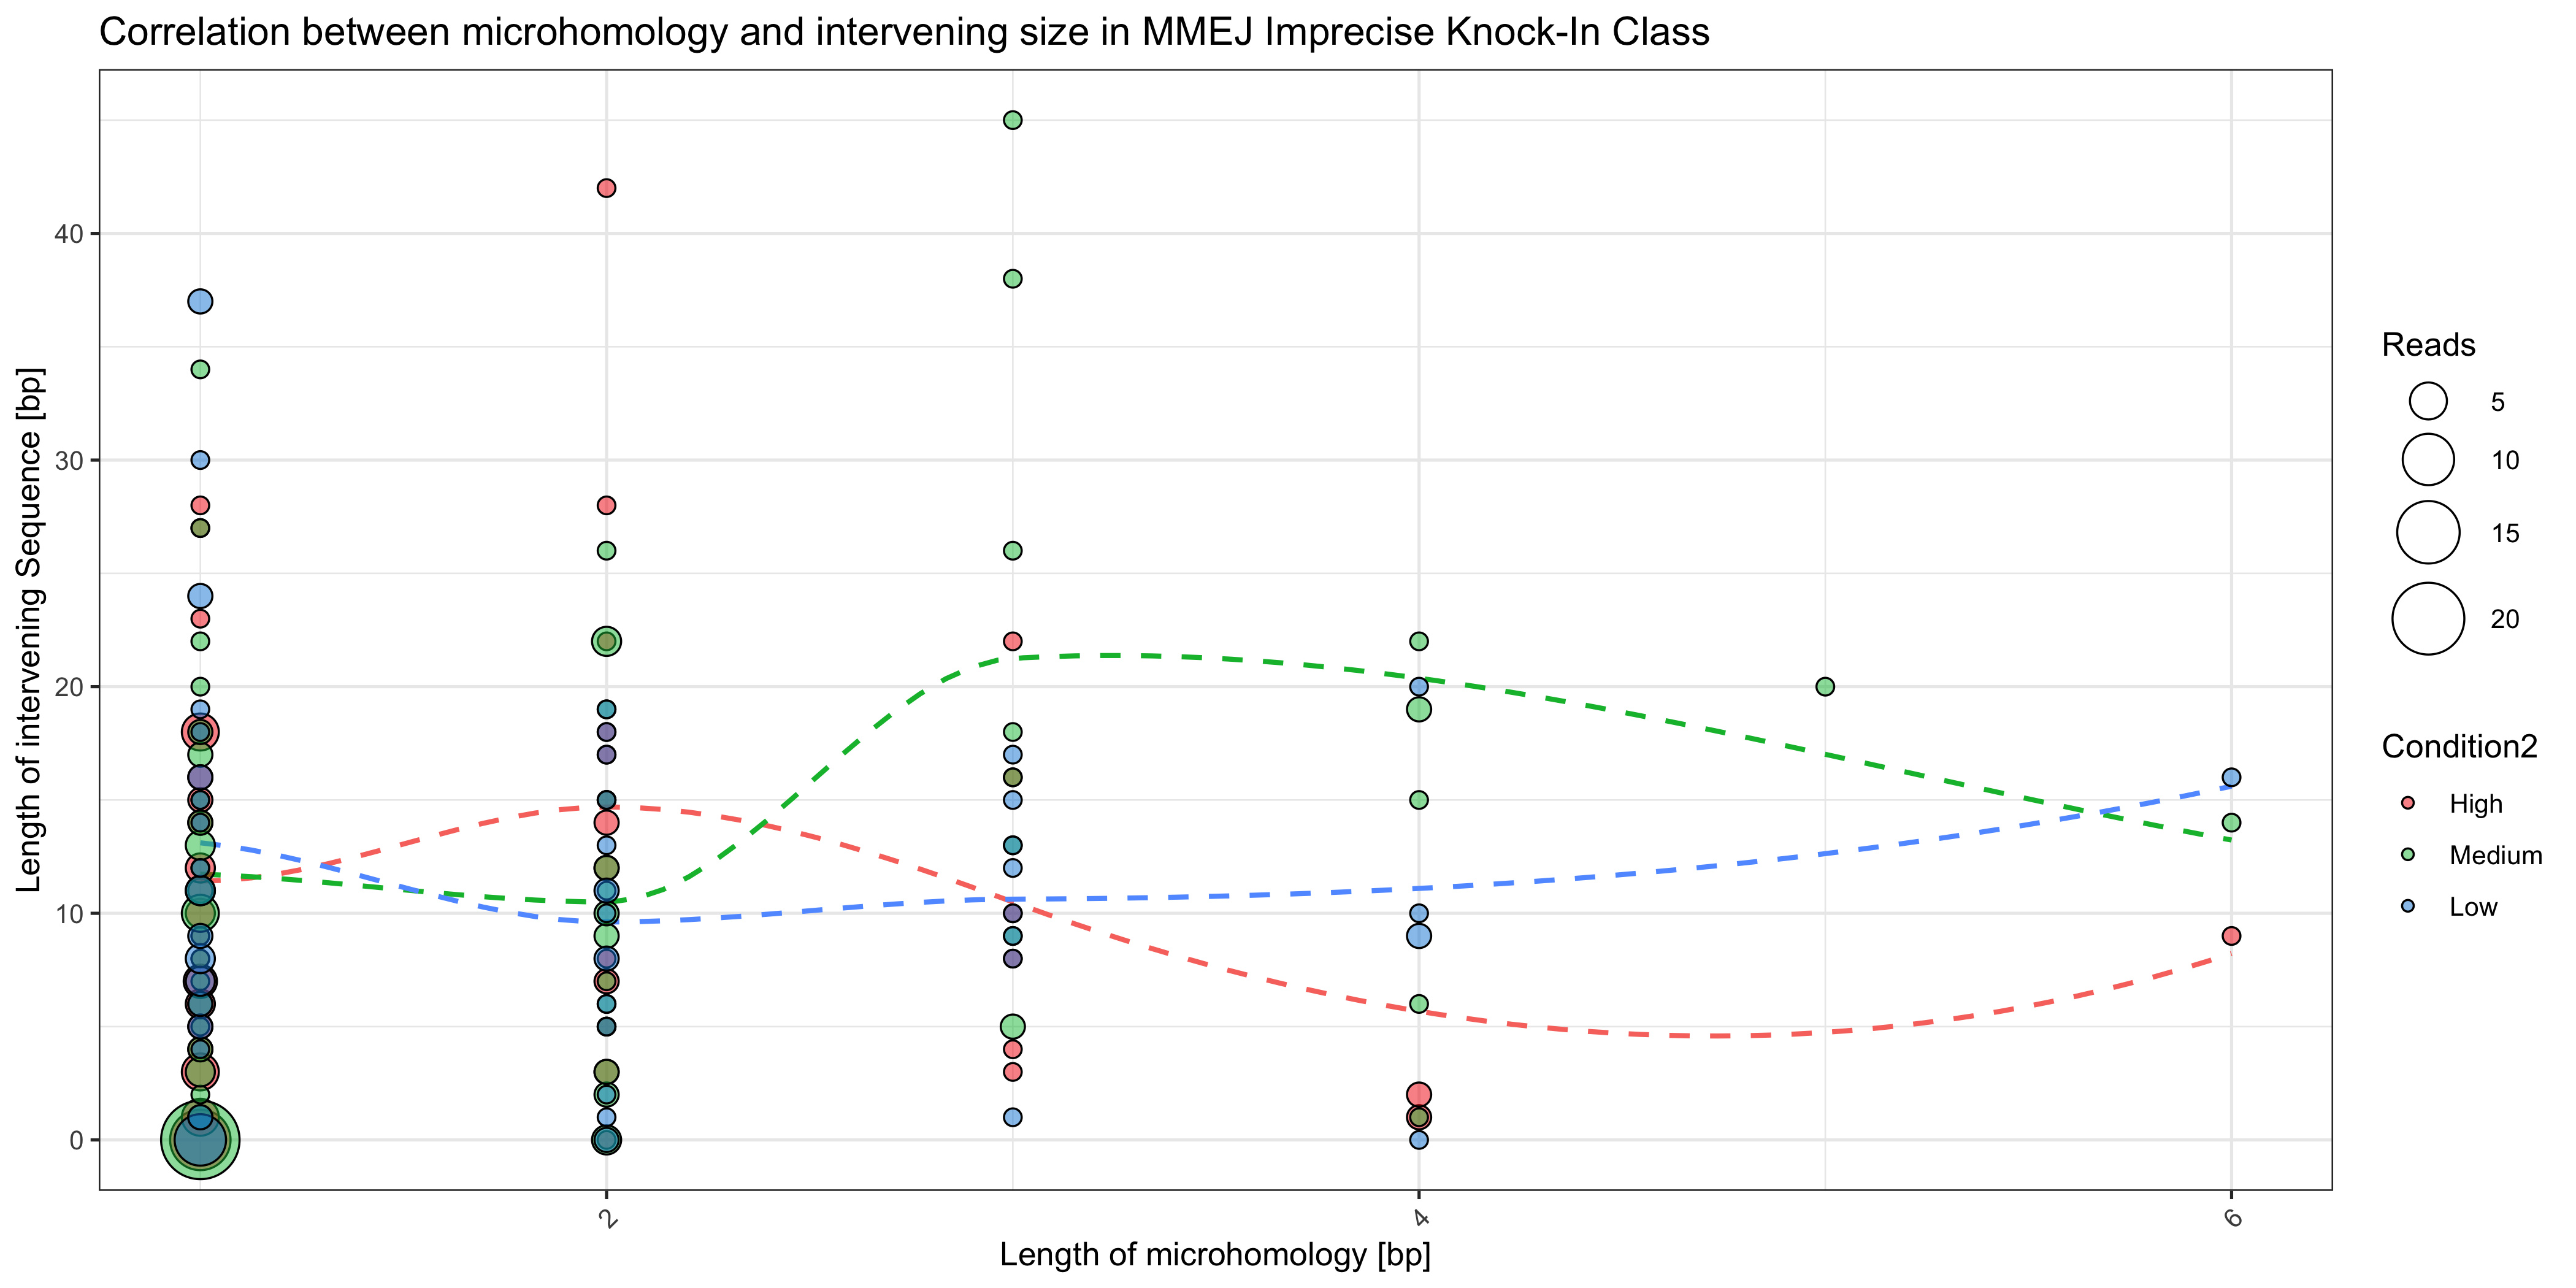 Correlation between microhomology and intervening size in MMEJ Imprecise Knock-In Class
Length of intervening Sequence [bp]
40
30
20
10
0
2
4
6
Length of microhomology [bp]
Reads
5
10
15
20
Condition2
High
Medium
Low